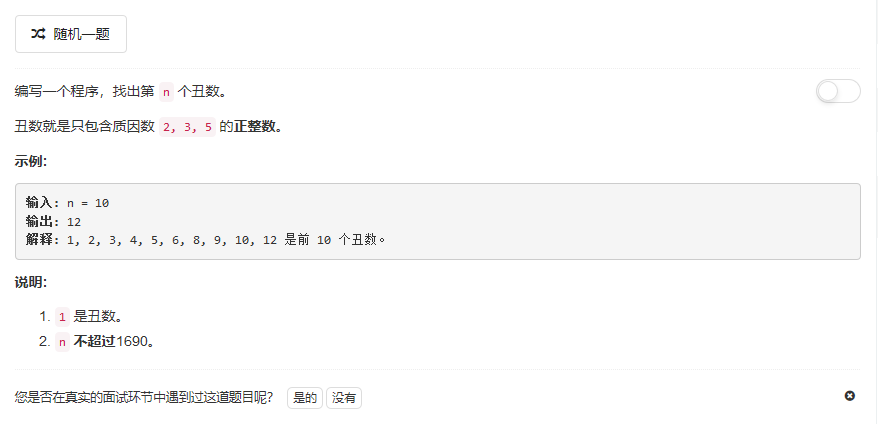 随机一题
编写一个程序，找出第 n 个丑数。
丑数就是只包含质因数 2, 3, 5 的正整数。
示例：
输入: n = 10
输出: 12
解释: 1, 2, 3, 4, 5, 6, 8, 9, 10, 12 是前 10 个丑数。
说明：
1. 1 是丑数。
2. n 不超过1690。
您是否在真实的面试环节中遇到过这道题目呢？ 是的 没有